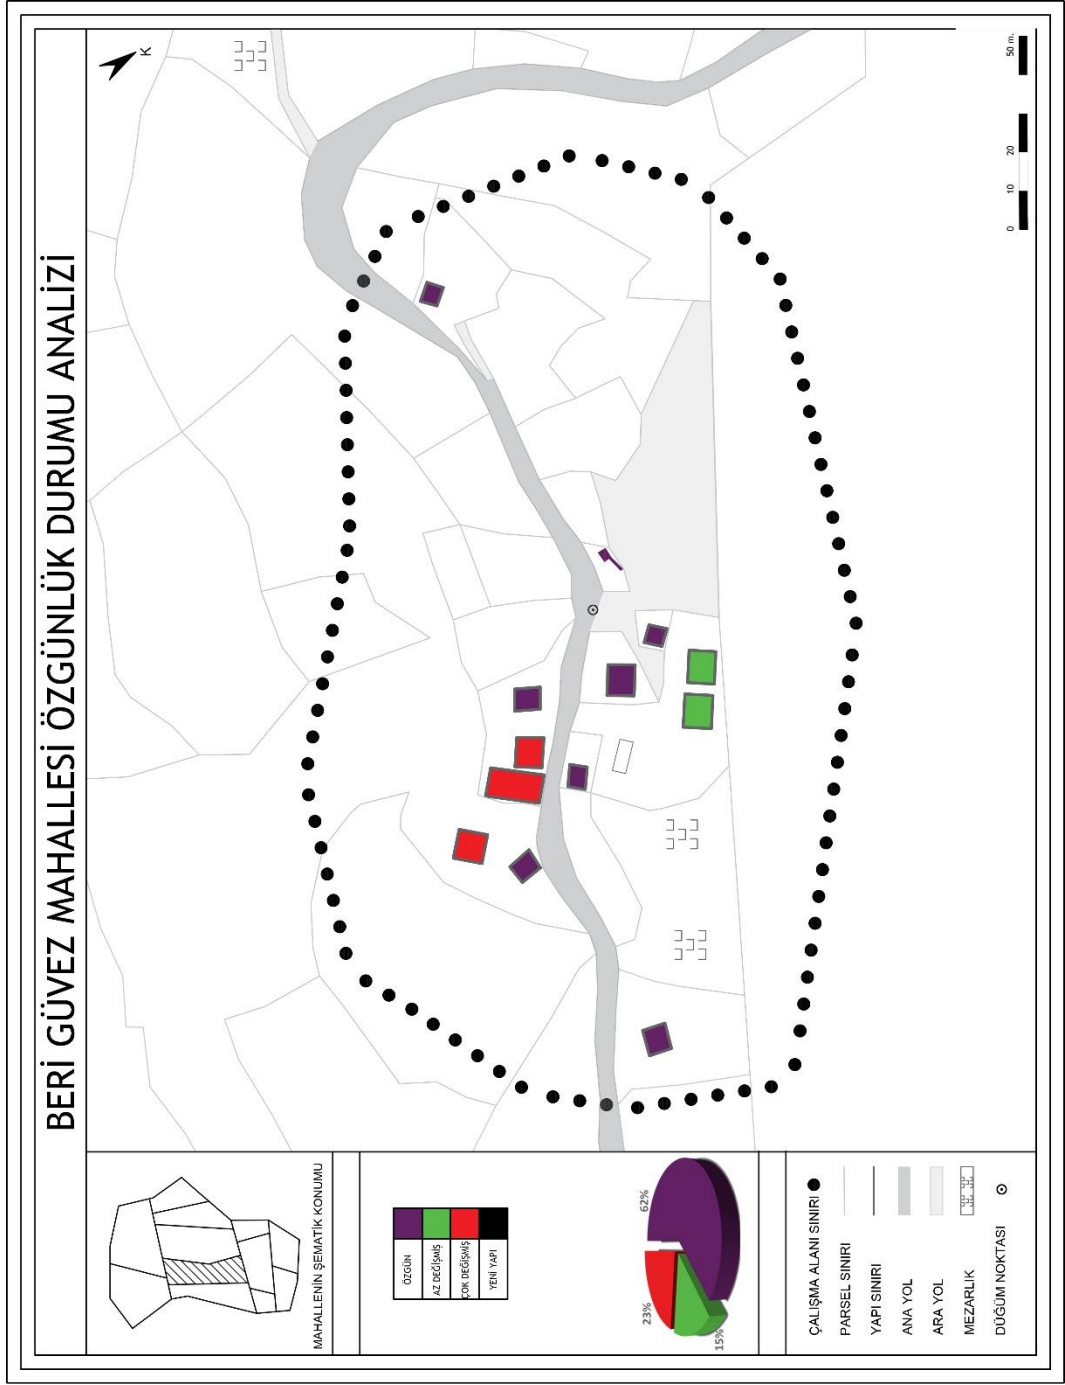 BERİ GÜVEZ MAHALLESİ ÖZGÜNLÜK DURUMU ANALİZİ
K
MAHALLENİN ŞEMATİK KONUMU
ÖZGÜN
AZ DEĞİŞMİŞ
ÇOK DEĞİŞMİŞ
YENİ YAPI
23%
62%
15%
ÇALIŞMA ALANI SINIRI
PARSEL SINIRI
YAPI SINIRI
ANA YOL
ARA YOL
MEZARLIK
DÜĞÜM NOKTASI
0 10 20 50 m.